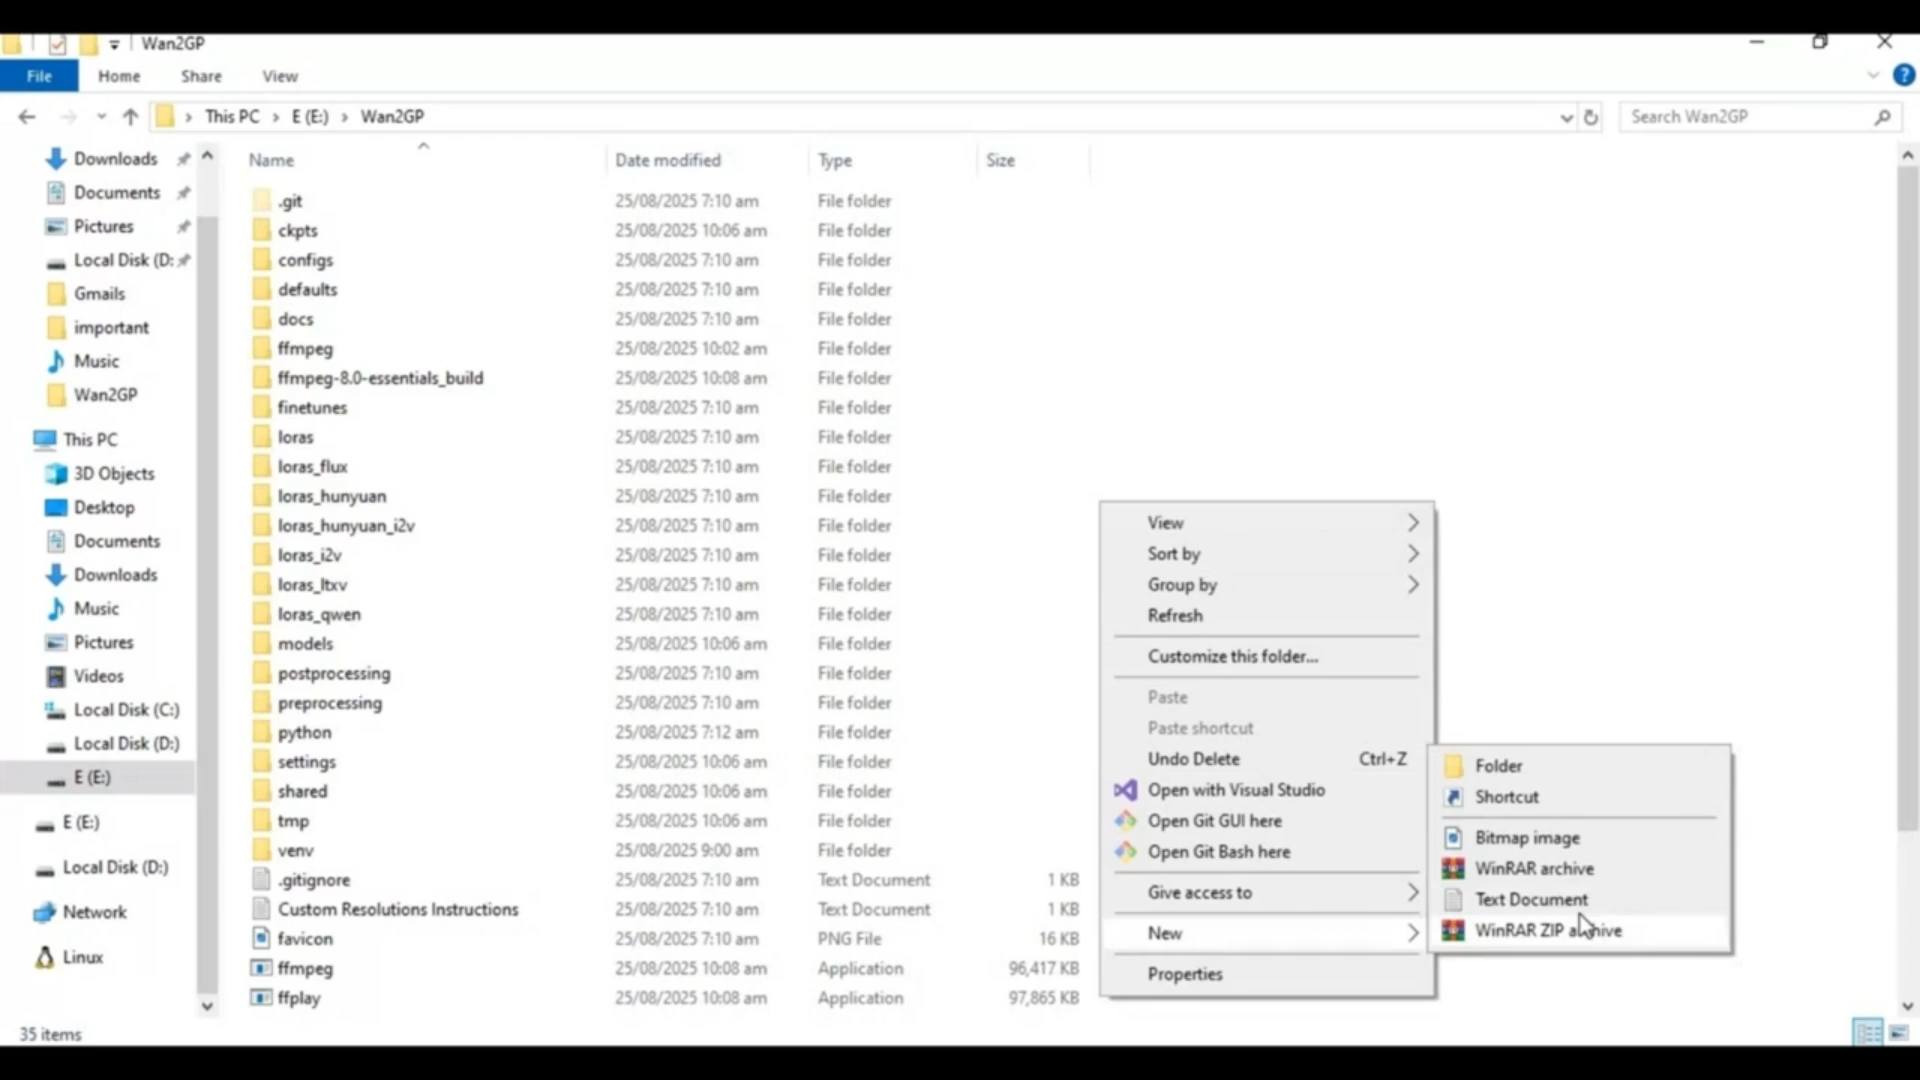 Wan2GP
File Home Share View
This PC > E (E:) > Wan2GP
Search Wan2GP
Downloads
Documents
Pictures
Local Disk (D:
Gmails
important
Music
Wan2GP
This PC
3D Objects
Desktop
Documents
Downloads
Music
Pictures
Videos
Local Disk (C:)
Local Disk (D:)
E (E:)
E (E:)
Local Disk (D:)
Network
Linux
Name Date modified Type Size
.git 25/08/2025 7:10 am File folder
ckpts 25/08/2025 10:06 am File folder
configs 25/08/2025 7:10 am File folder
defaults 25/08/2025 7:10 am File folder
docs 25/08/2025 7:10 am File folder
ffmpeg 25/08/2025 10:02 am File folder
ffmpeg-8.0-essentials_build 25/08/2025 10:08 am File folder
finetunes 25/08/2025 7:10 am File folder
loras 25/08/2025 7:10 am File folder
loras_flux 25/08/2025 7:10 am File folder
loras_hunyuan 25/08/2025 7:10 am File folder
loras_hunyuan_i2v 25/08/2025 7:10 am File folder
loras_i2v 25/08/2025 7:10 am File folder
loras_ltxv 25/08/2025 7:10 am File folder
loras_qwen 25/08/2025 7:10 am File folder
models 25/08/2025 10:06 am File folder
postprocessing 25/08/2025 7:10 am File folder
preprocessing 25/08/2025 7:10 am File folder
python 25/08/2025 7:12 am File folder
settings 25/08/2025 10:06 am File folder
shared 25/08/2025 10:06 am File folder
tmp 25/08/2025 10:06 am File folder
venv 25/08/2025 9:00 am File folder
.gitignore 25/08/2025 7:10 am Text Document 1 KB
Custom Resolutions Instructions 25/08/2025 7:10 am Text Document 1 KB
favicon 25/08/2025 7:10 am PNG File 16 KB
ffmpeg 25/08/2025 10:08 am Application 96,417 KB
ffplay 25/08/2025 10:08 am Application 97,865 KB
View
Sort by
Group by
Refresh
Customize this folder...
Paste
Paste shortcut
Undo Delete Ctrl+Z
Open with Visual Studio
Open Git GUI here
Open Git Bash here
Give access to
New
Properties
Folder
Shortcut
Bitmap image
WinRAR archive
Text Document
WinRAR ZIP archive
35 items